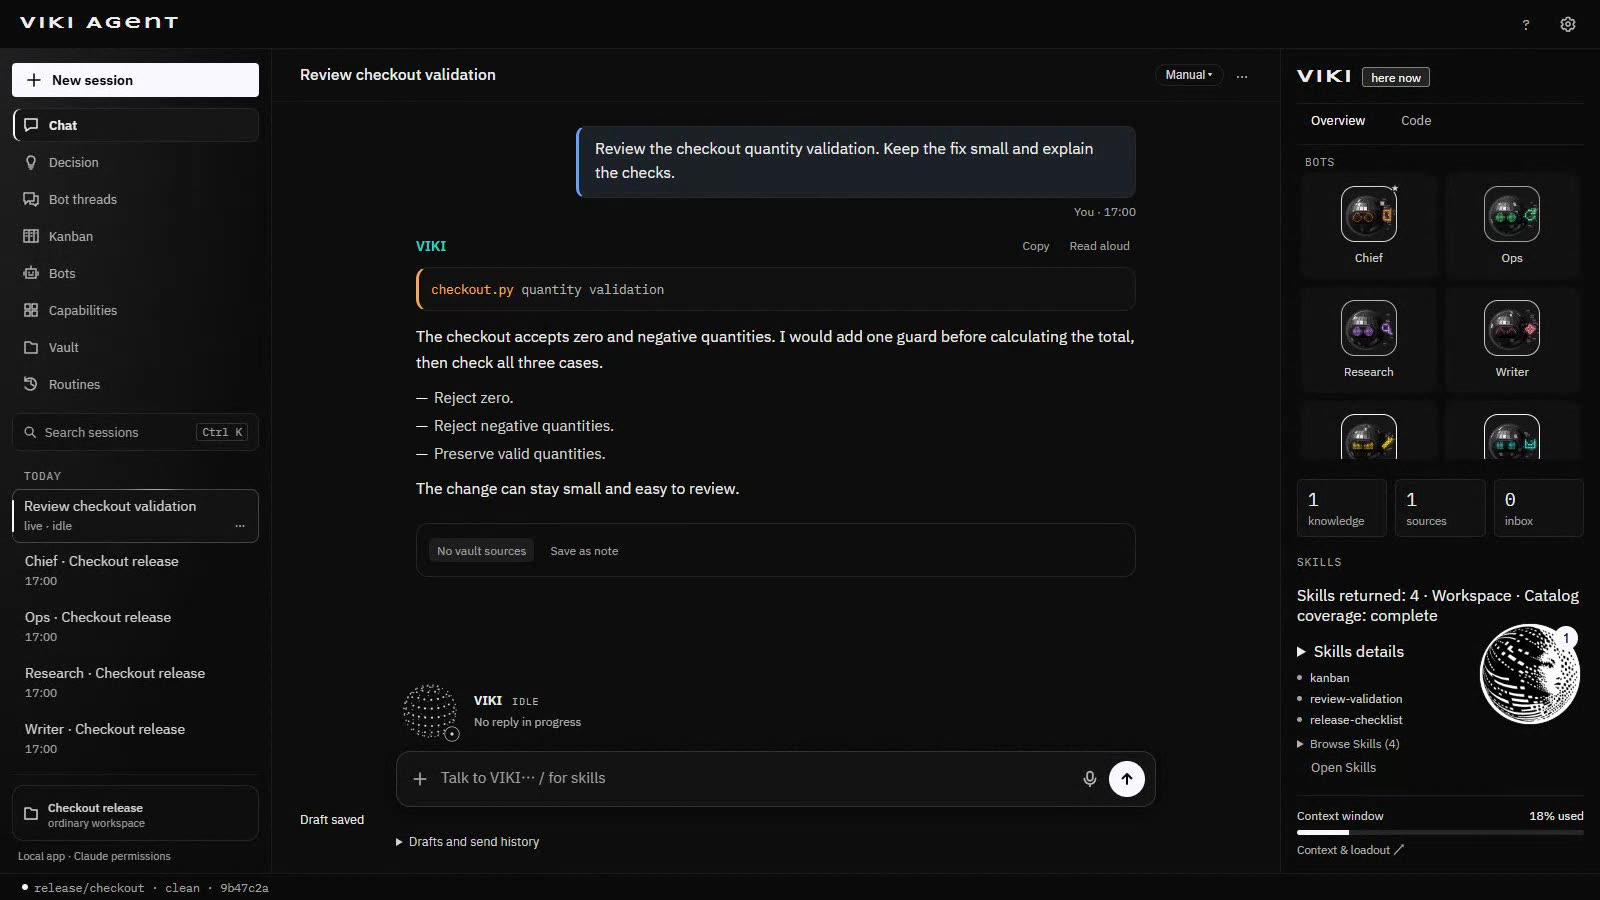 VIKI AGENT
?
New session
Chat
Decision
Bot threads
Kanban
Bots
Capabilities
Vault
Routines
Search sessions Ctrl K
TODAY
Review checkout validation
live · idle ...
Chief · Checkout release
17:00
Ops · Checkout release
17:00
Research · Checkout release
17:00
Writer · Checkout release
17:00
Checkout release
ordinary workspace
Local app · Claude permissions
release/checkout · clean · 9b47c2a
Review checkout validation
Manual ...
Review the checkout quantity validation. Keep the fix small and explain
the checks.
You · 17:00
VIKI Copy Read aloud
checkout.py quantity validation
The checkout accepts zero and negative quantities. I would add one guard before calculating the total,
then check all three cases.
— Reject zero.
— Reject negative quantities.
— Preserve valid quantities.
The change can stay small and easy to review.
No vault sources Save as note
VIKI IDLE
No reply in progress
Talk to VIKI··· / for skills
Draft saved
Drafts and send history
VIKI here now
Overview Code
BOTS
Chief Ops
Research Writer
1 1 0
knowledge sources inbox
SKILLS
Skills returned: 4 · Workspace · Catalog
coverage: complete
1
Skills details
kanban
review-validation
release-checklist
Browse Skills (4)
Open Skills
Context window 18% used
Context & loadout